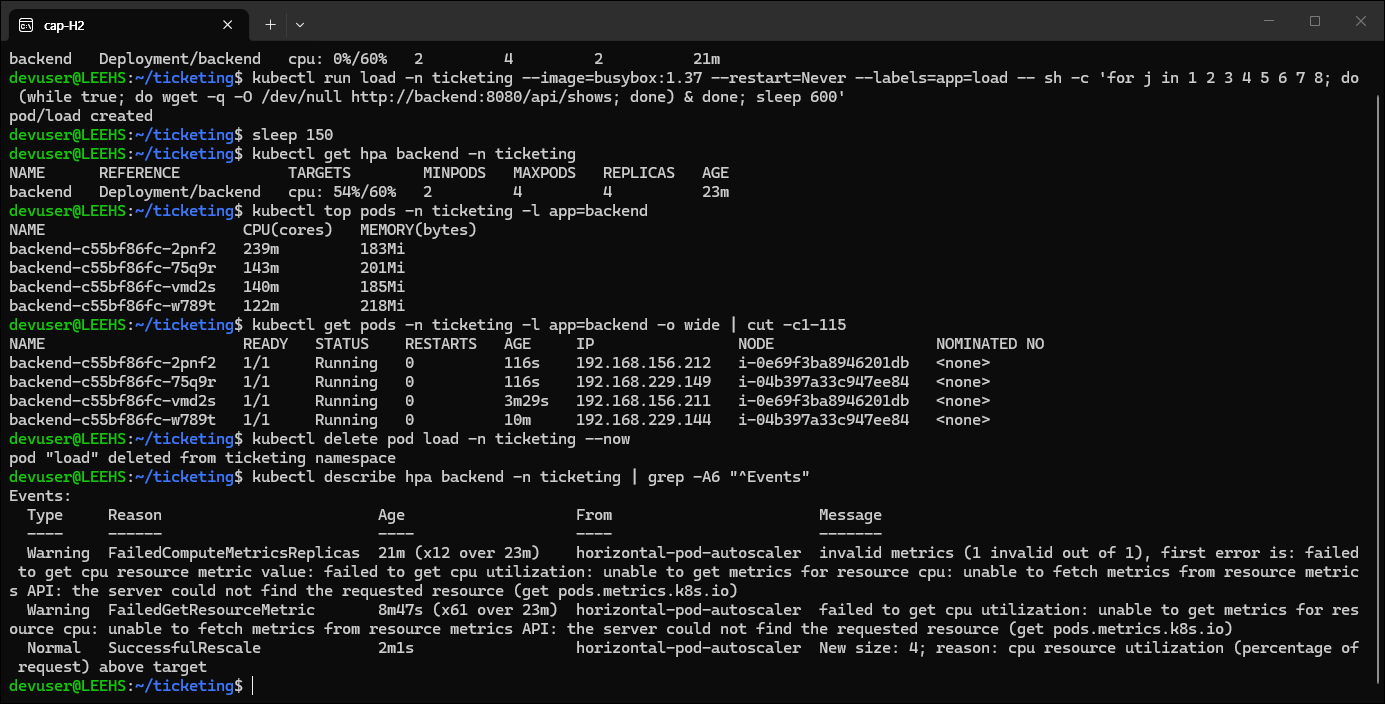 cap-H2
backend   Deployment/backend   cpu: 0%/60%   2         4         2          21m
devuser@LEEHS:~/ticketing$ kubectl run load -n ticketing --image=busybox:1.37 --restart=Never --labels=app=load -- sh -c 'for j in 1 2 3 4 5 6 7 8; do
 (while true; do wget -q -O /dev/null http://backend:8080/api/shows; done) & done; sleep 600'
pod/load created
devuser@LEEHS:~/ticketing$ sleep 150
devuser@LEEHS:~/ticketing$ kubectl get hpa backend -n ticketing
NAME      REFERENCE            TARGETS        MINPODS   MAXPODS   REPLICAS   AGE
backend   Deployment/backend   cpu: 54%/60%   2         4         4          23m
devuser@LEEHS:~/ticketing$ kubectl top pods -n ticketing -l app=backend
NAME                      CPU(cores)   MEMORY(bytes)
backend-c55bf86fc-2pnf2   239m         183Mi
backend-c55bf86fc-75q9r   143m         201Mi
backend-c55bf86fc-vmd2s   140m         185Mi
backend-c55bf86fc-w789t   122m         218Mi
devuser@LEEHS:~/ticketing$ kubectl get pods -n ticketing -l app=backend -o wide | cut -c1-115
NAME                      READY   STATUS    RESTARTS   AGE     IP                NODE                  NOMINATED NO
backend-c55bf86fc-2pnf2   1/1     Running   0          116s    192.168.156.212   i-0e69f3ba8946201db   <none>
backend-c55bf86fc-75q9r   1/1     Running   0          116s    192.168.229.149   i-04b397a33c947ee84   <none>
backend-c55bf86fc-vmd2s   1/1     Running   0          3m29s   192.168.156.211   i-0e69f3ba8946201db   <none>
backend-c55bf86fc-w789t   1/1     Running   0          10m     192.168.229.144   i-04b397a33c947ee84   <none>
devuser@LEEHS:~/ticketing$ kubectl delete pod load -n ticketing --now
pod "load" deleted from ticketing namespace
devuser@LEEHS:~/ticketing$ kubectl describe hpa backend -n ticketing | grep -A6 "^Events"
Events:
  Type     Reason                        Age                   From                       Message
  ----     ------                        ----                  ----                       -------
  Warning  FailedComputeMetricsReplicas  21m (x12 over 23m)    horizontal-pod-autoscaler  invalid metrics (1 invalid out of 1), first error is: failed
 to get cpu resource metric value: failed to get cpu utilization: unable to get metrics for resource cpu: unable to fetch metrics from resource metric
s API: the server could not find the requested resource (get pods.metrics.k8s.io)
  Warning  FailedGetResourceMetric       8m47s (x61 over 23m)  horizontal-pod-autoscaler  failed to get cpu utilization: unable to get metrics for res
ource cpu: unable to fetch metrics from resource metrics API: the server could not find the requested resource (get pods.metrics.k8s.io)
  Normal   SuccessfulRescale             2m1s                  horizontal-pod-autoscaler  New size: 4; reason: cpu resource utilization (percentage of
 request) above target
devuser@LEEHS:~/ticketing$